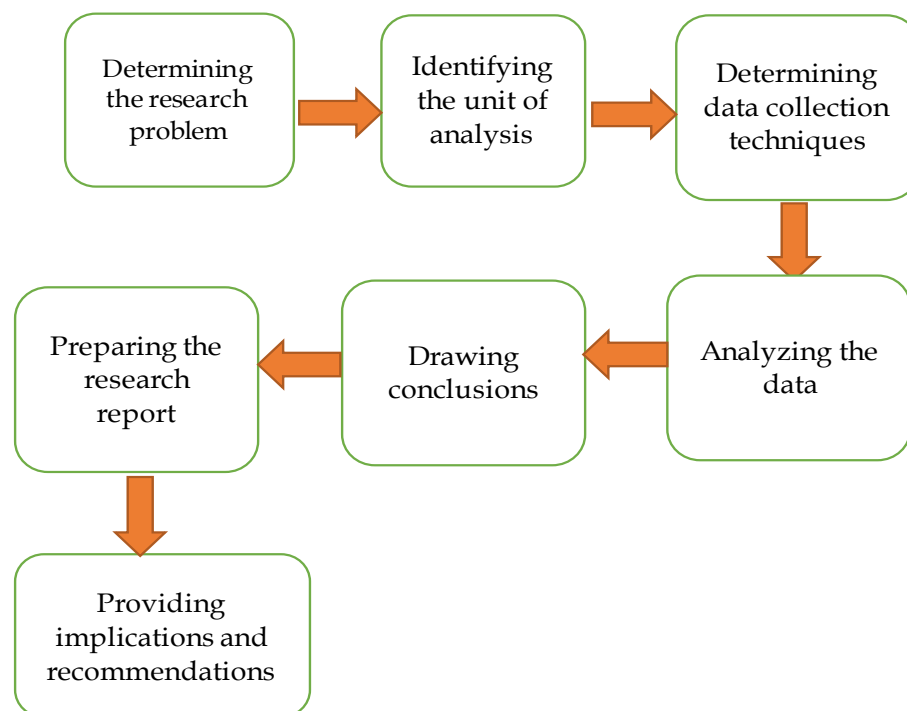 Determining
the research
problem
Identifying
the unit of
analysis
Determining
data collection
techniques
Analyzing the
data
Drawing
conclusions
Preparing the
research
report
Providing
implications and
recommendations